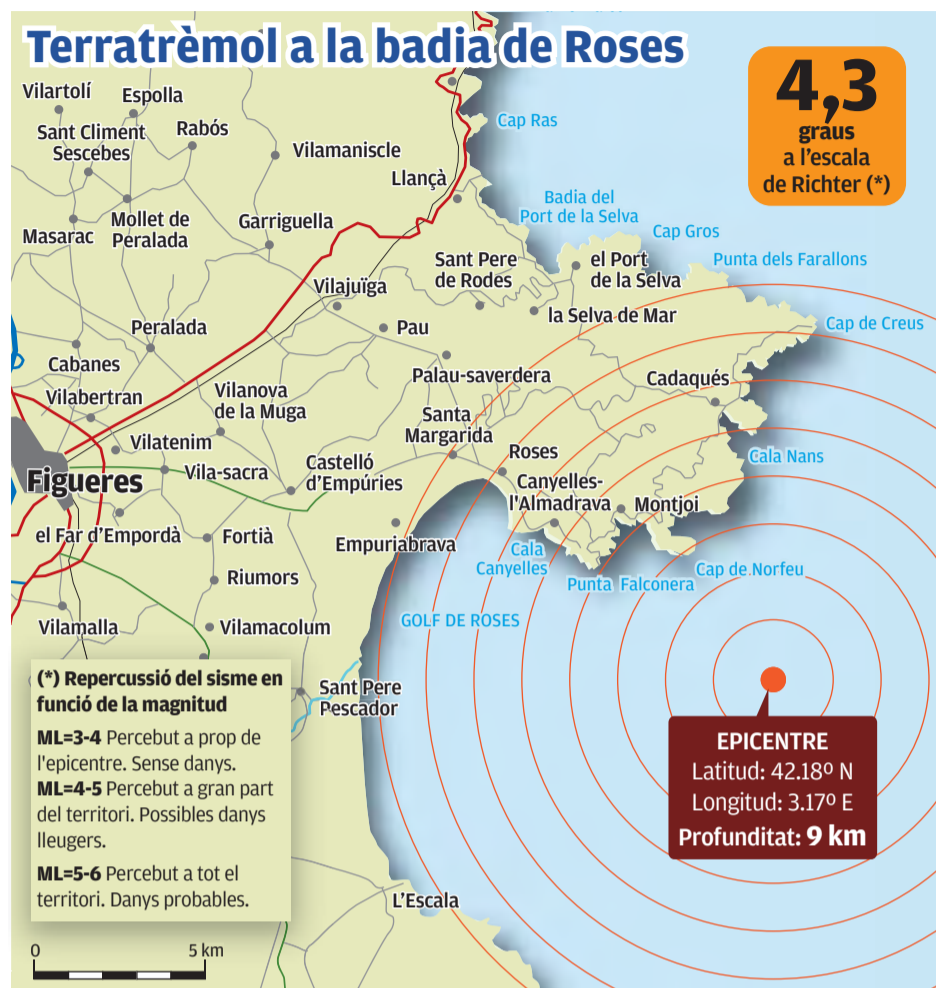 Terratrèmol a la badia de Roses
4,3
graus
a l'escala
de Richter (*)
Vilartolí
Espolla
Cap Ras
Sant Climent
Sescebes
Rabós
Vilamaniscle
Llançà
Badia del
Port de la Selva
Masarac
Mollet de
Peralada
Garriguella
Cap Gros
Sant Pere
de Rodes
el Port
de la Selva
Punta dels Farallons
Vilajuïga
la Selva de Mar
Cap de Creus
Peralada
Pau
Cabanes
Palau-saverdera
Cadaqués
Vilabertran
Vilanova
de la Muga
Santa
Margarida
Vilatenim
Roses
Cala Nans
Figueres
Vila-sacra
Castelló
d'Empúries
Canyelles-
l'Almadrava
Montjoi
el Far d'Empordà
Fortià
Empuriabrava
Cala
Canyelles
Punta Falconera
Cap de Norfeu
Riumors
GOLF DE ROSES
Vilamalla
Vilamacolum
Sant Pere
Pescador
(*) Repercussió del sisme en
funció de la magnitud
ML=3-4 Percebut a prop de
l'epicentre. Sense danys.
ML=4-5 Percebut a gran part
del territori. Possibles danys
lleugers.
ML=5-6 Percebut a tot el
territori. Danys probables.
EPICENTRE
Latitud: 42.18º N
Longitud: 3.17º E
Profunditat: 9 km
L'Escala
0 5 km